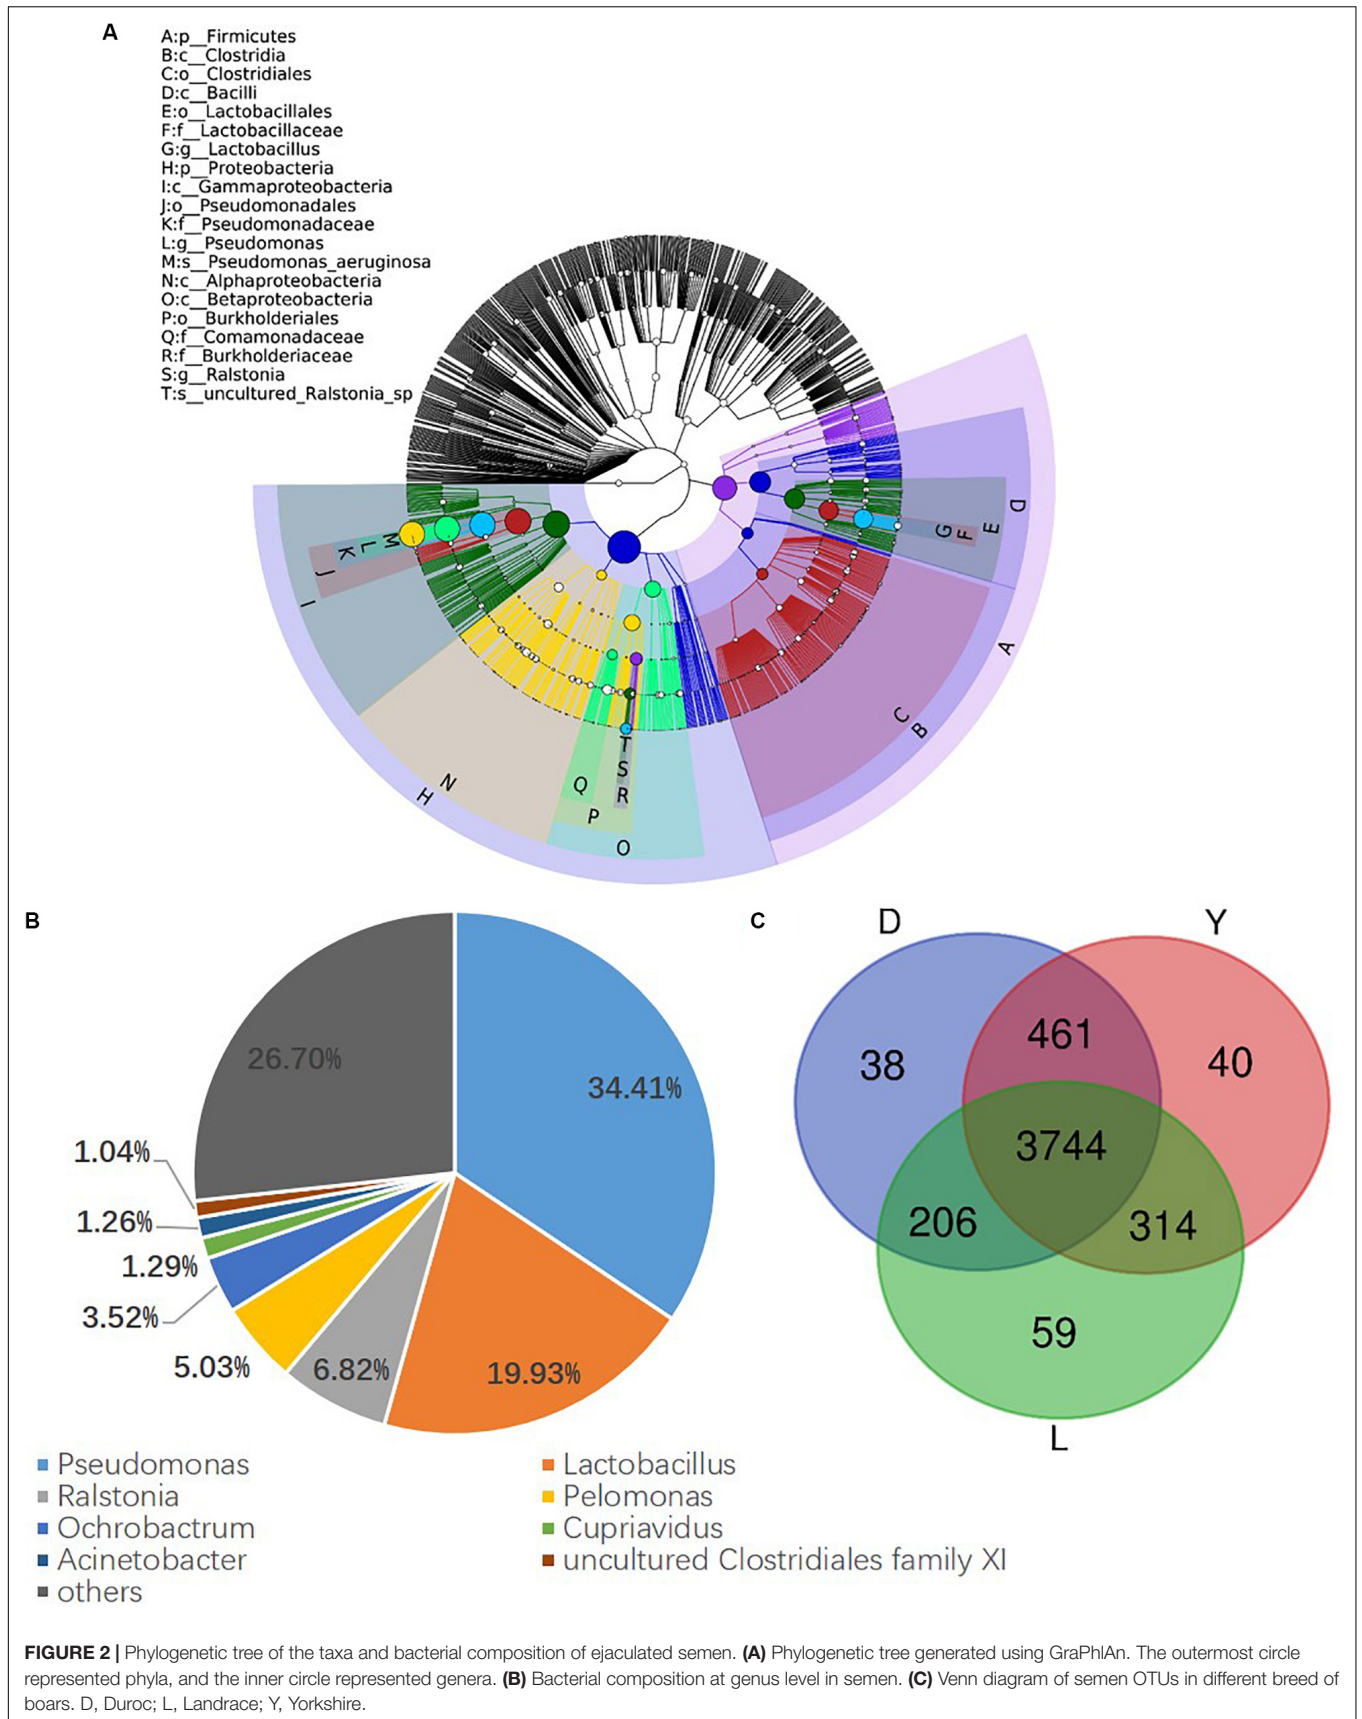 A
A:p__Firmicutes
B:c__Clostridia
C:o__Clostridiales
D:c__Bacilli
E:o__Lactobacillales
F:f__Lactobacillaceae
G:g__Lactobacillus
H:p__Proteobacteria
I:c__Gammaproteobacteria
J:o__Pseudomonadales
K:f__Pseudomonadaceae
L:g__Pseudomonas
M:s__Pseudomonas_aeruginosa
N:c__Alphaproteobacteria
O:c__Betaproteobacteria
P:o__Burkholderiales
Q:f__Comamonadaceae
R:f__Burkholderiaceae
S:g__Ralstonia
T:s__uncultured_Ralstonia_sp
D
E
F
G
A
B
C
M
L
K
J
I
N
H
T
S
R
Q
P
O
B
26.70%
34.41%
1.04%
1.26%
1.29%
3.52%
5.03%
6.82%
19.93%
Pseudomonas
Lactobacillus
Ralstonia
Pelomonas
Ochrobactrum
Cupriavidus
Acinetobacter
uncultured Clostridiales family XI
others
C
D
Y
461
38
40
3744
206
314
59
L
FIGURE 2 | Phylogenetic tree of the taxa and bacterial composition of ejaculated semen. (A) Phylogenetic tree generated using GraPhlAn. The outermost circle
represented phyla, and the inner circle represented genera. (B) Bacterial composition at genus level in semen. (C) Venn diagram of semen OTUs in different breed of
boars. D, Duroc; L, Landrace; Y, Yorkshire.